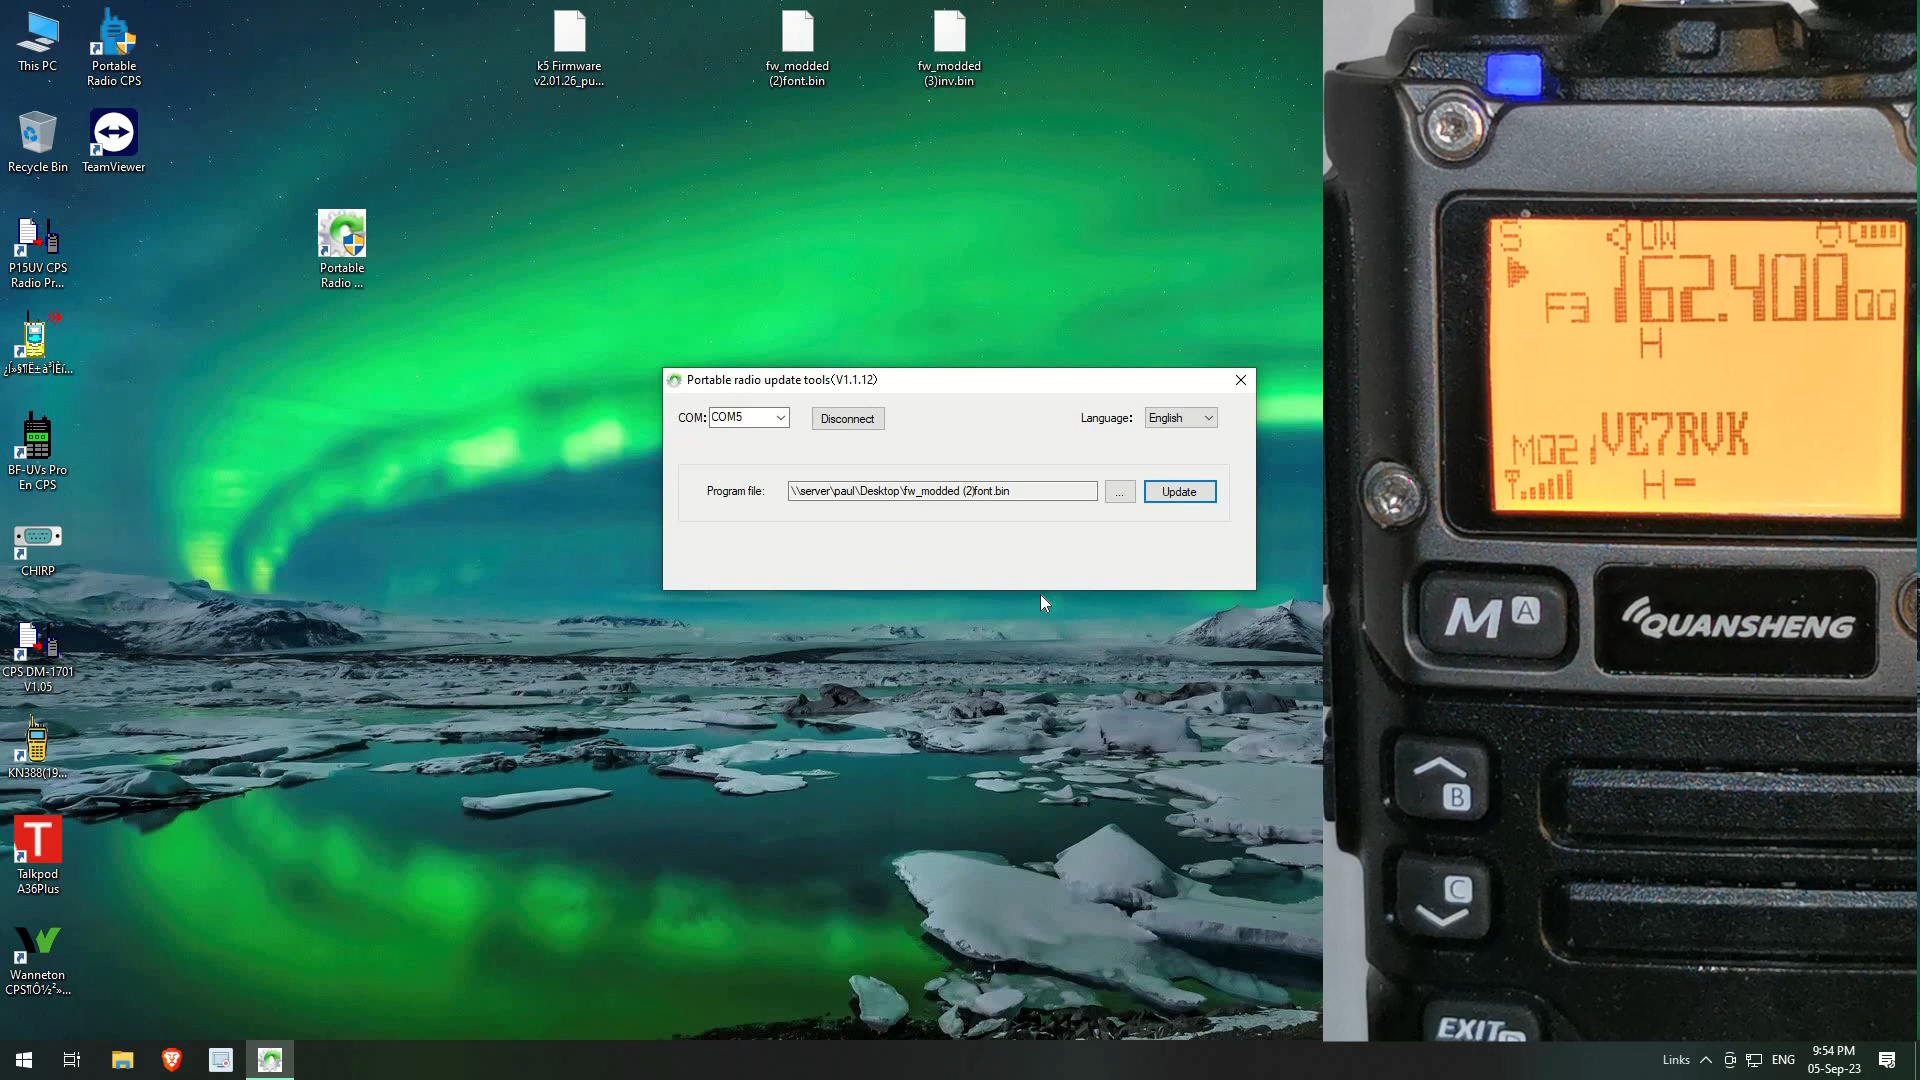 This PC
Portable
Radio CPS
k5 Firmware
v2.01.26_pu...
fw_modded
(2)font.bin
fw_modded
(3)inv.bin
Recycle Bin
TeamViewer
P15UV CPS
Radio Pr...
Portable
Radio ...
BF-UVs Pro
En CPS
CHIRP
CPS DM-1701
V1.05
KN388(19...
T
Talkpod
A36Plus
W
Wanneton
Portable radio update tools(V1.1.12)
COM: COM5
Disconnect
Language: English
Program file: \\server\paul\Desktop\fw_modded (2)font.bin
...
Update
S DW
F3 162.40000
H
M02 VE7RVK
H
M A
QUANSHENG
B
C
EXIT D
Links
ENG
9:54 PM
05-Sep-23